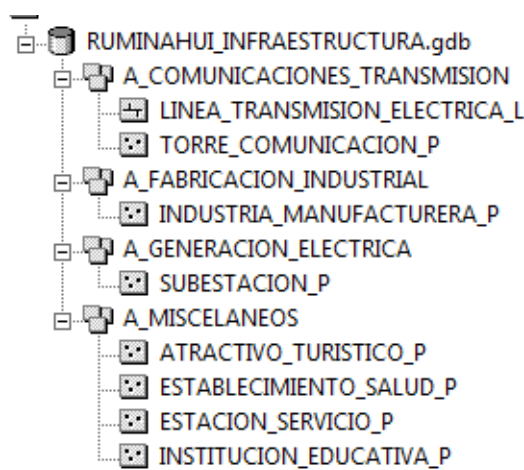 RUMINAHUI_INFRAESTRUCTURA.gdb
A_COMUNICACIONES_TRANSMISION
LINEA_TRANSMISION_ELECTRICA_L
TORRE_COMUNICACION_P
A_FABRICACION_INDUSTRIAL
INDUSTRIA_MANUFACTURERA_P
A_GENERACION_ELECTRICA
SUBESTACION_P
A_MISCELANEOS
ATRACTIVO_TURISTICO_P
ESTABLECIMIENTO_SALUD_P
ESTACION_SERVICIO_P
INSTITUCION_EDUCATIVA_P